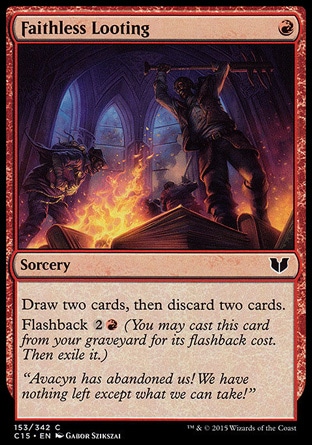 Faithless Looting
Sorcery
Draw two cards, then discard two cards.
Flashback 2 (You may cast this card
from your graveyard for its flashback cost.
Then exile it.)
"Avacyn has abandoned us! We have
nothing left except what we can take!"
153/342 C
C15 • EN Gabor Szikszai
™ & © 2015 Wizards of the Coast